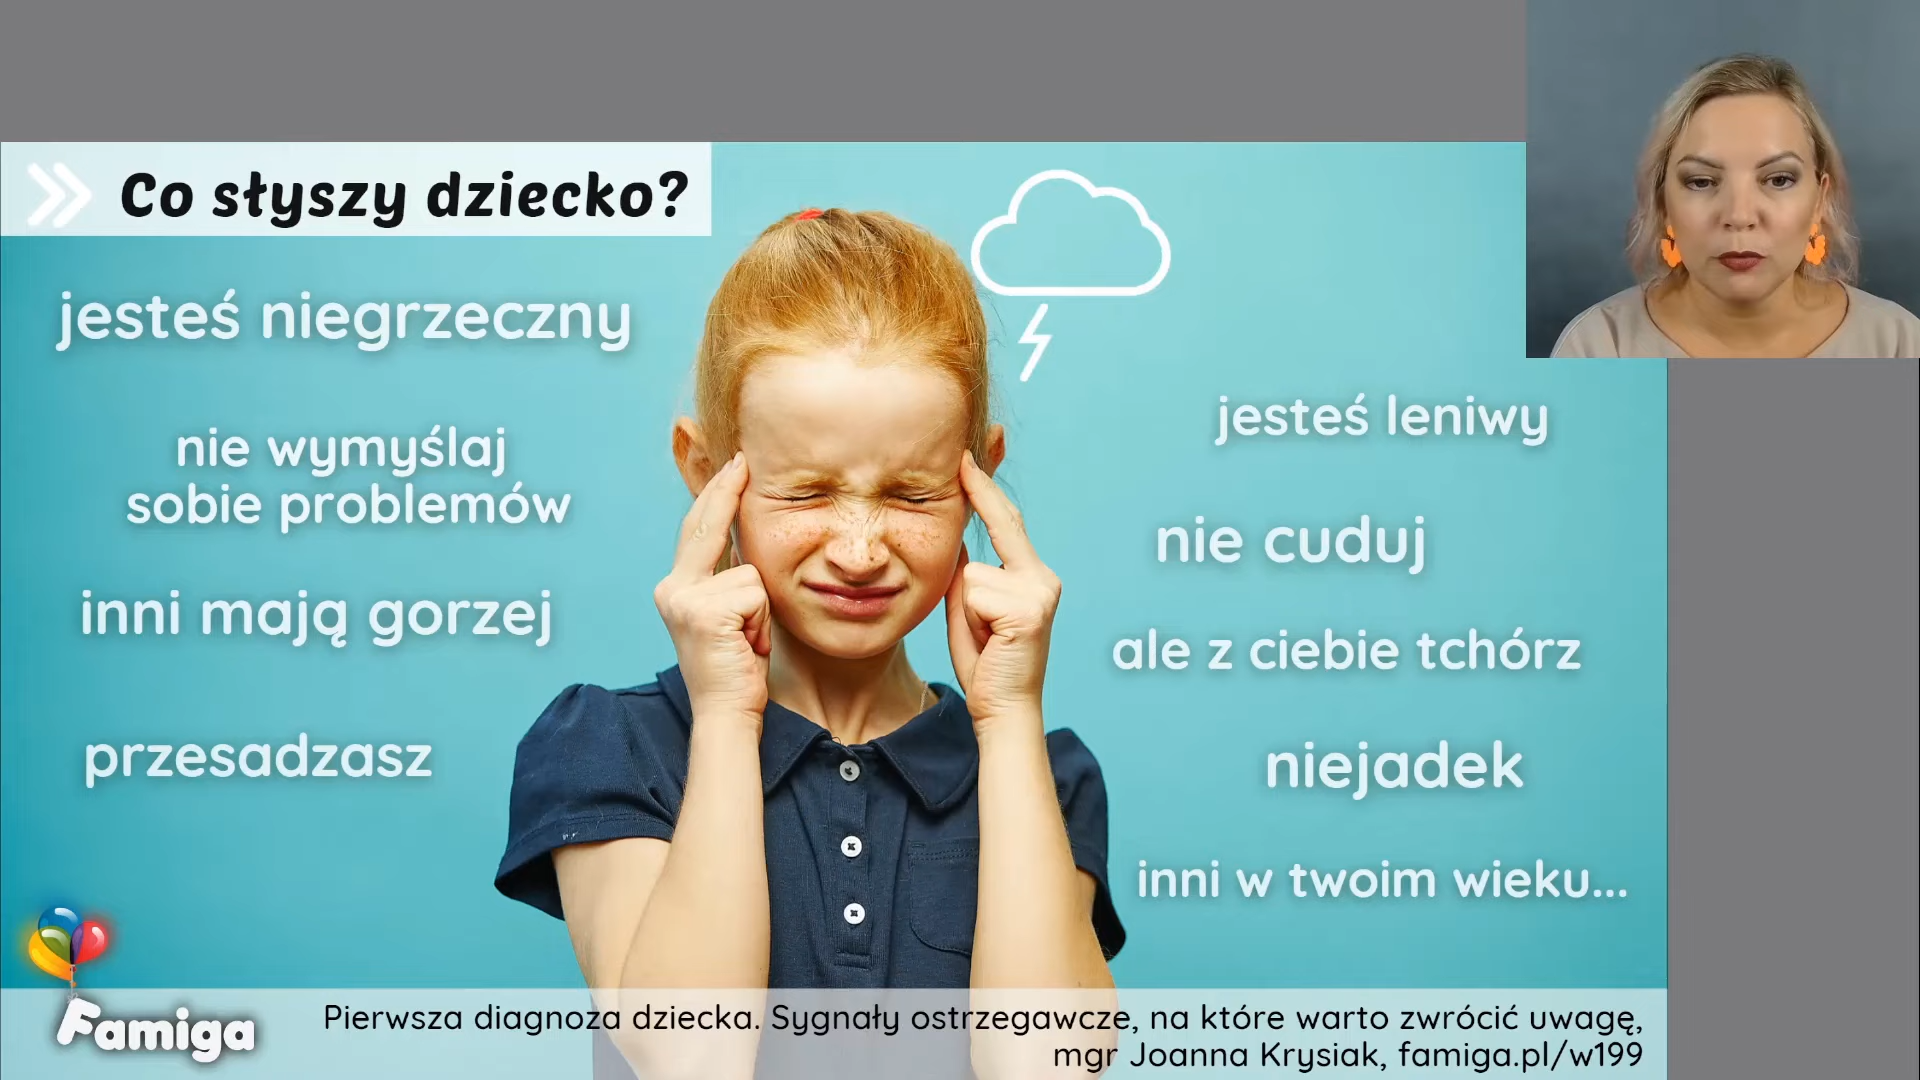 Co słyszy dziecko?
jesteś niegrzeczny
nie wymyślaj
sobie problemów
inni mają gorzej
przesadzasz
jesteś leniwy
nie cuduj
ale z ciebie tchórz
niejadek
inni w twoim wieku...
Famiga
Pierwsza diagnoza dziecka. Sygnały ostrzegawcze, na które warto zwrócić uwagę,
mgr Joanna Krysiak, famiga.pl/w199